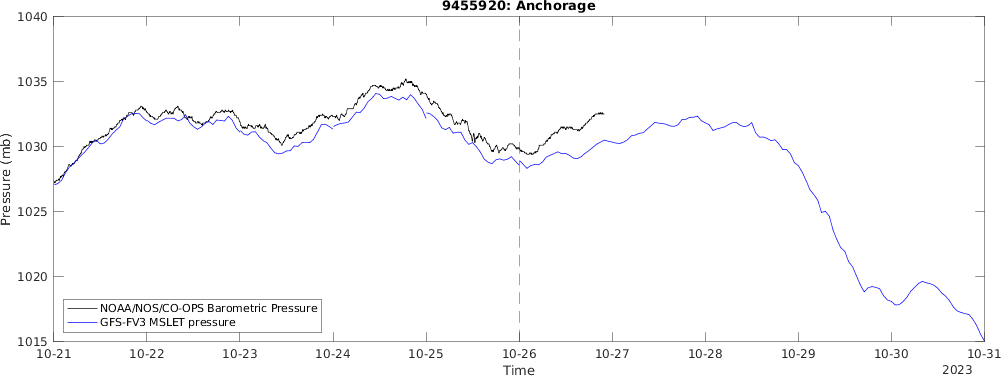 9455920: Anchorage
1040
1035
1030
1025
1020
1015
Pressure (mb)
NOAA/NOS/CO-OPS Barometric Pressure
GFS-FV3 MSLET pressure
10-21 10-22 10-23 10-24 10-25 10-26 10-27 10-28 10-29 10-30 10-31
Time
2023